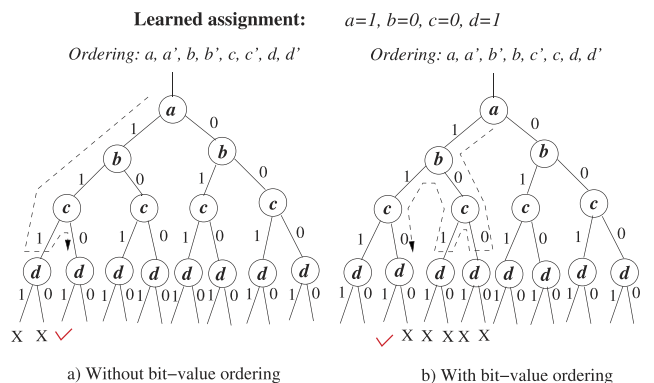 Learned assignment: a=1, b=0, c=0, d=1
Ordering: a, a’, b, b’, c, c’, d, d’ Ordering: a, a’, b’, b, c’, c, d, d’
a a
1 0 1 0
b b b b
1 0 1 0 1 0 1 0
c c c c c c c c
1 0 1 0 1 0 1 0 1 0 1 0 1 0 1 0
d d d d d d d d d d d d d d d d
1 0 1 0 1 0 1 0 1 0 1 0 1 0 1 0 1 0 1 0 1 0 1 0 1 0 1 0 1 0 1 0
X X X X X X X
a) Without bit−value ordering b) With bit−value ordering